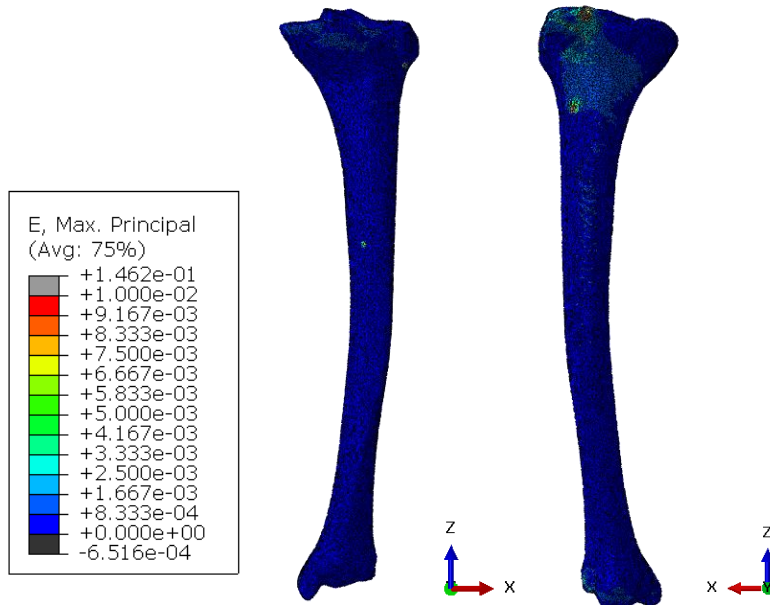 E, Max. Principal
(Avg: 75%)
+1.462e-01
+1.000e-02
+9.167e-03
+8.333e-03
+7.500e-03
+6.667e-03
+5.833e-03
+5.000e-03
+4.167e-03
+3.333e-03
+2.500e-03
+1.667e-03
+8.333e-04
+0.000e+00
-6.516e-04
Z
X
Z
X